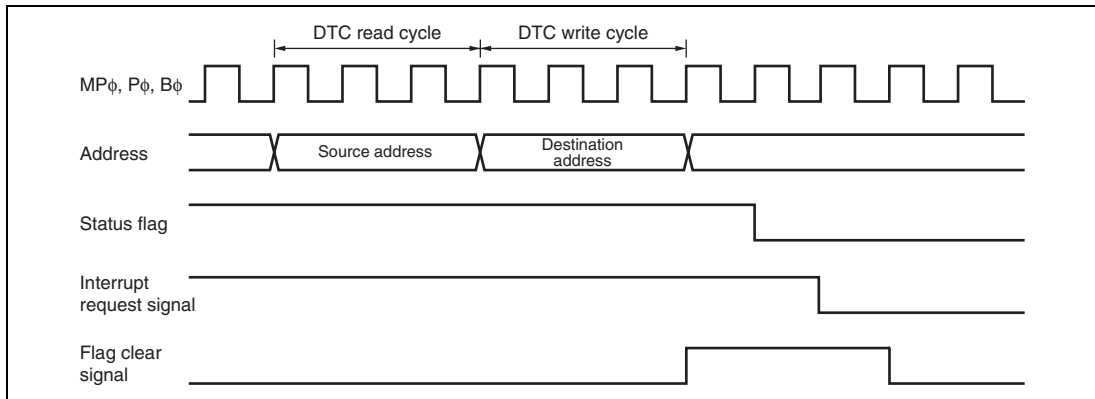 DTC read cycle DTC write cycle
MPϕ, Pϕ, Bϕ
Address
Source address
Destination
address
Status flag
Interrupt
request signal
Flag clear
signal